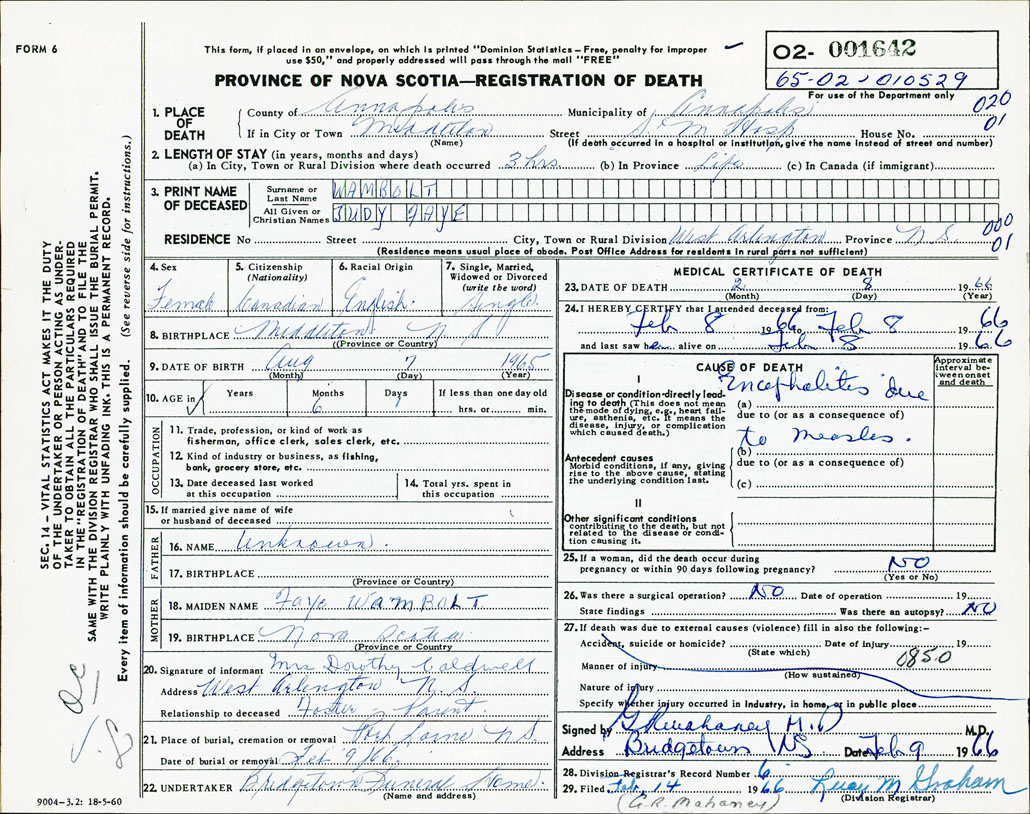 FORM 6
This form, if placed in an envelope, on which is printed "Dominion Statistics – Free, penalty for improper
use $50," and properly addressed will pass through the mail "FREE"
O2- 001642
65-02-010529
For use of the Department only
PROVINCE OF NOVA SCOTIA—REGISTRATION OF DEATH
020
01
1. PLACE OF DEATH
County of Annapolis Municipality of Annapolis
If in City or Town Middleton Street S. M. Hosp House No.
(Name) (If death occurred in a hospital or institution, give the name instead of street and number)
2. LENGTH OF STAY (in years, months and days)
(a) In City, Town or Rural Division where death occurred 3 hrs. (b) In Province Life (c) In Canada (if immigrant)
3. PRINT NAME OF DECEASED
Surname or Last Name WAMBOLT
All Given or Christian Names JUDY FAYE
000
01
RESIDENCE No Street City, Town or Rural Division West Arlington Province N.S.
(Residence means usual place of abode. Post Office Address for residents in rural parts not sufficient)
4. Sex
Female
5. Citizenship
(Nationality)
Canadian
6. Racial Origin
English
7. Single, Married,
Widowed or Divorced
(write the word)
Single
8. BIRTHPLACE Middleton N S
(Province or Country)
9. DATE OF BIRTH Aug 7 1965
(Month) (Day) (Year)
10. AGE in Years Months Days If less than one day old
6 1 hrs. or min.
OCCUPATION
11. Trade, profession, or kind of work as
fisherman, office clerk, sales clerk, etc.
12. Kind of industry or business, as fishing,
bank, grocery store, etc.
13. Date deceased last worked
at this occupation
14. Total yrs. spent in
this occupation
15. If married give name of wife
or husband of deceased
FATHER
16. NAME Unknown.
17. BIRTHPLACE
(Province or Country)
MOTHER
18. MAIDEN NAME Faye WAMBOLT
19. BIRTHPLACE Nova Scotia
(Province or Country)
20. Signature of informant Mrs Dorothy Caldwell
Address West Arlington N. S.
Relationship to deceased Foster Parent
21. Place of burial, cremation or removal Port Lorne N.S.
Date of burial or removal Feb 9/66
22. UNDERTAKER Bridgetown Funeral Home
(Name and address)
MEDICAL CERTIFICATE OF DEATH
23. DATE OF DEATH 2 8 1966
(Month) (Day) (Year)
24. I HEREBY CERTIFY that I attended deceased from:
Feb 8 1966 to Feb 8 1966
and last saw her alive on Feb 8 1966
CAUSE OF DEATH
Approximate
interval be-
tween onset
and death
I
Disease or condition-directly lead-
ing to death (This does not mean
the mode of dying, e.g., heart fail-
ure, asthenia, etc. It means the
disease, injury, or complication
which caused death.)
(a) Encephalitis due
due to (or as a consequence of)
to measles.
(b)
Antecedent causes
Morbid conditions, if any, giving
rise to the above cause, stating
the underlying condition last.
due to (or as a consequence of)
(c)
II
Other significant conditions
contributing to the death, but not
related to the disease or condi-
tion causing it.
25. If a woman, did the death occur during
pregnancy or within 90 days following pregnancy? NO
(Yes or No)
26. Was there a surgical operation? NO Date of operation 19
State findings Was there an autopsy? NO
27. If death was due to external causes (violence) fill in also the following:–
Accident, suicide or homicide? Date of injury 19
(State which)
0850
Manner of injury
(How sustained)
Nature of injury
Specify whether injury occurred in industry, in home, or in public place
Signed by M.D. M.D.
Address Bridgetown NS Date Feb 9 1966
28. Division Registrar's Record Number 6
29. Filed Feb. 14 1966 Lucy M Graham
(G.R. Mahaney) (Division Registrar)
SEC. 14 – VITAL STATISTICS ACT MAKES IT THE DUTY
OF THE UNDERTAKER OR PERSON ACTING AS UNDER-
TAKER TO OBTAIN ALL THE PARTICULARS REQUIRED
IN THE "REGISTRATION OF DEATH" AND TO FILE THE
SAME WITH THE DIVISION REGISTRAR WHO SHALL ISSUE THE BURIAL PERMIT.
WRITE PLAINLY WITH UNFADING INK. THIS IS A PERMANENT RECORD.
Every item of information should be carefully supplied. (See reverse side for instructions.)
9004-3.2: 18-5-60